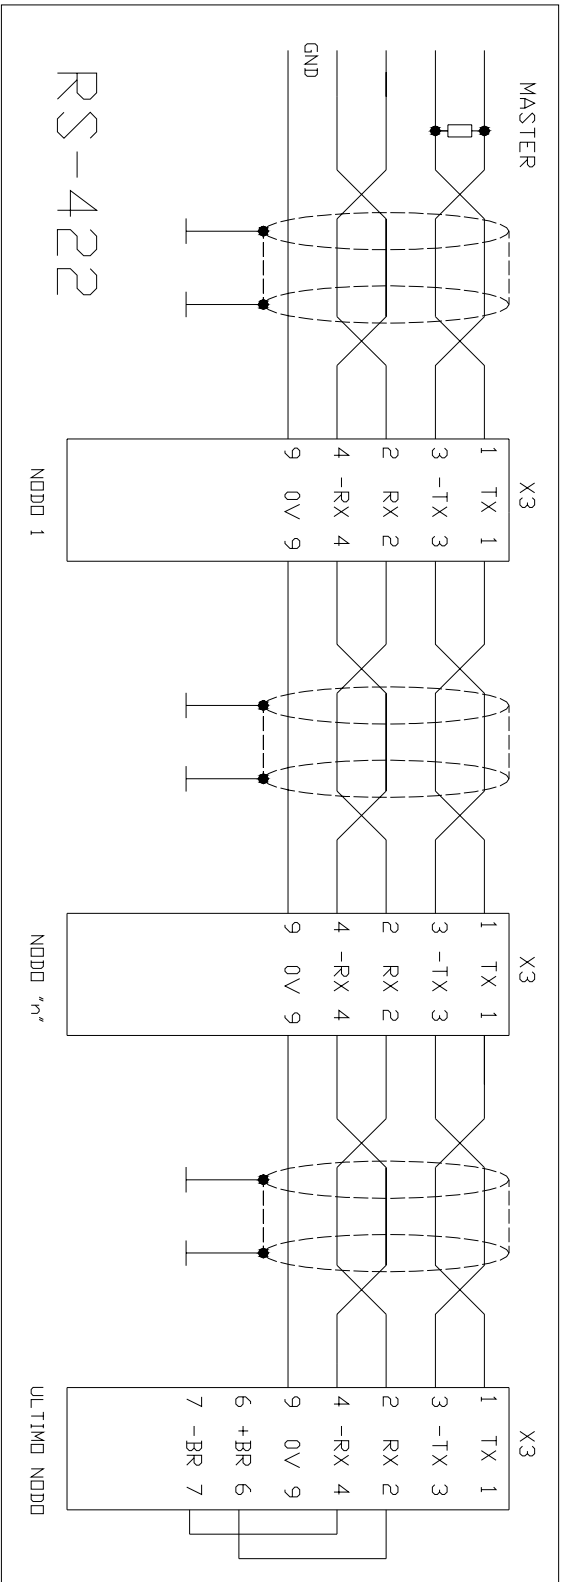 MASTER
GND
RS-422
X3
1 TX 1
3 -TX 3
2 RX 2
4 -RX 4
9 0V 9
NODO 1
X3
1 TX 1
3 -TX 3
2 RX 2
4 -RX 4
9 0V 9
NODO "n"
X3
1 TX 1
3 -TX 3
2 RX 2
4 -RX 4
9 0V 9
6 +BR 6
7 -BR 7
ULTIMO NODO